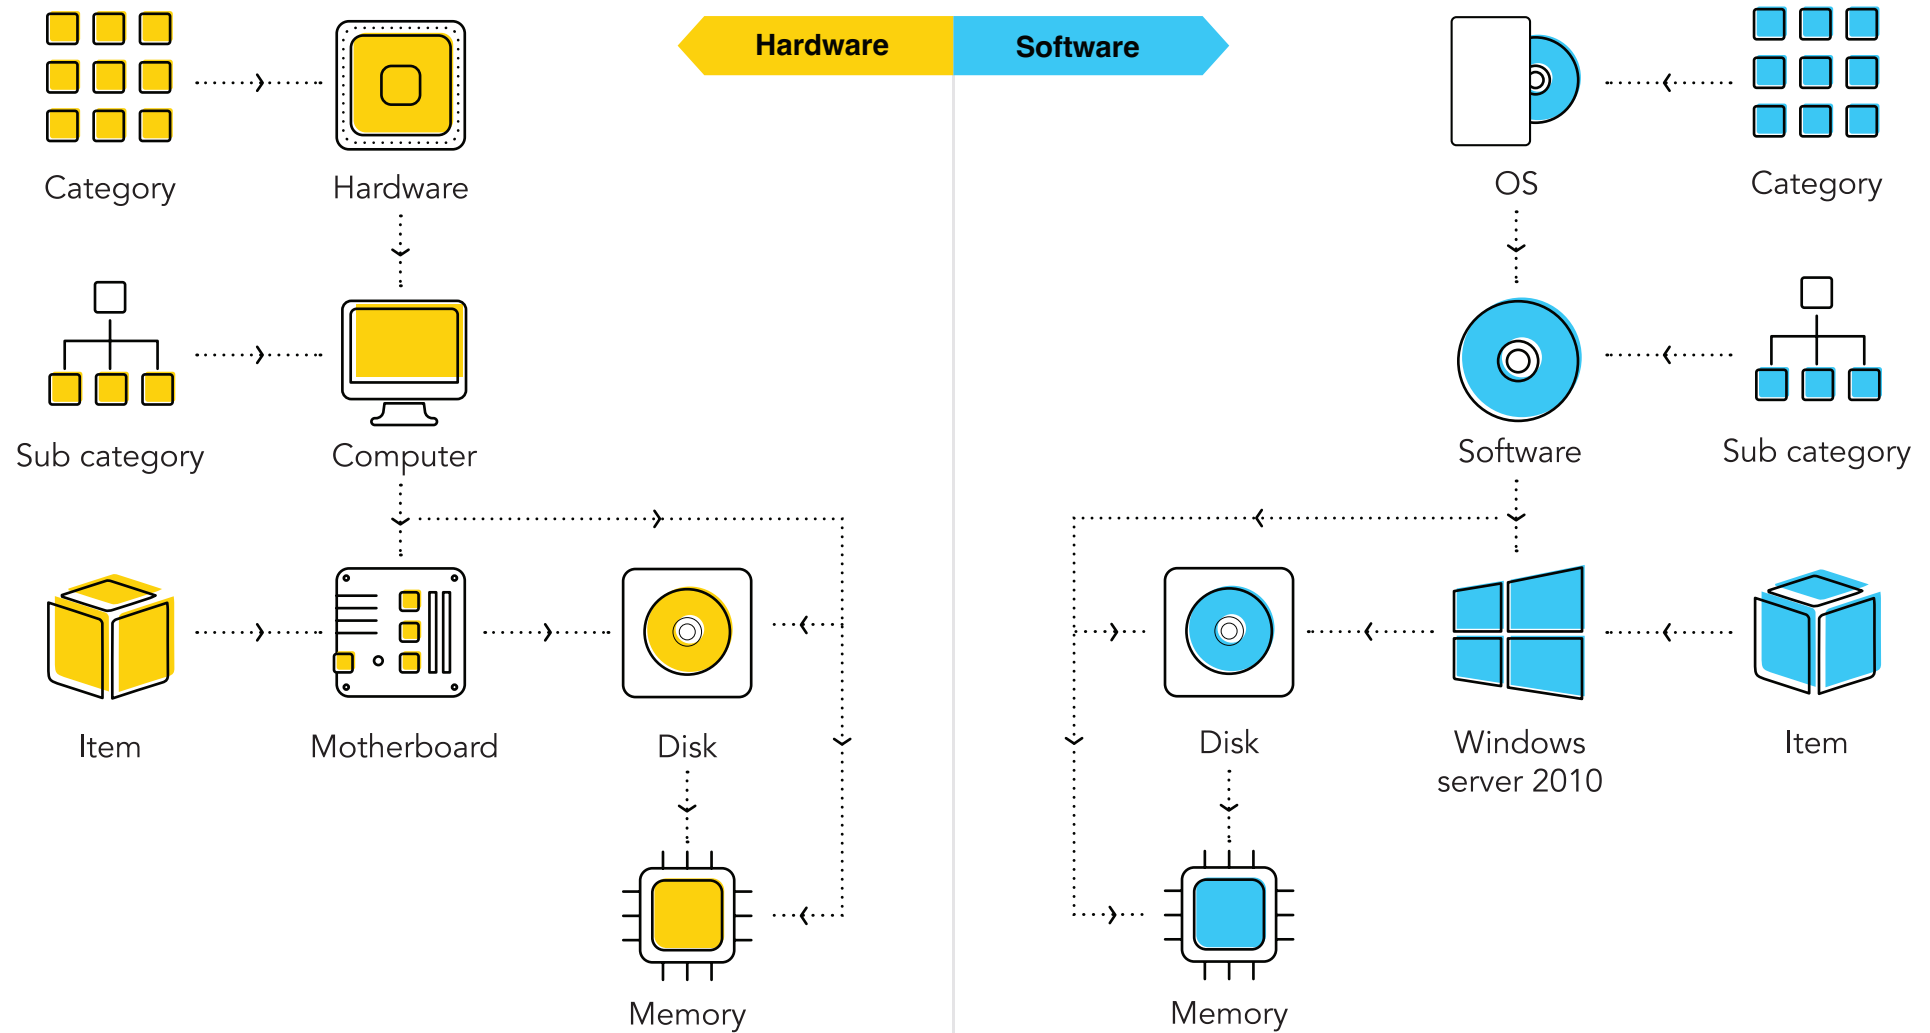 Hardware
Software
Category
Hardware
OS
Category
Sub category
Computer
Software
Sub category
Item
Motherboard
Disk
Disk
Windows
server 2010
Item
Memory
Memory